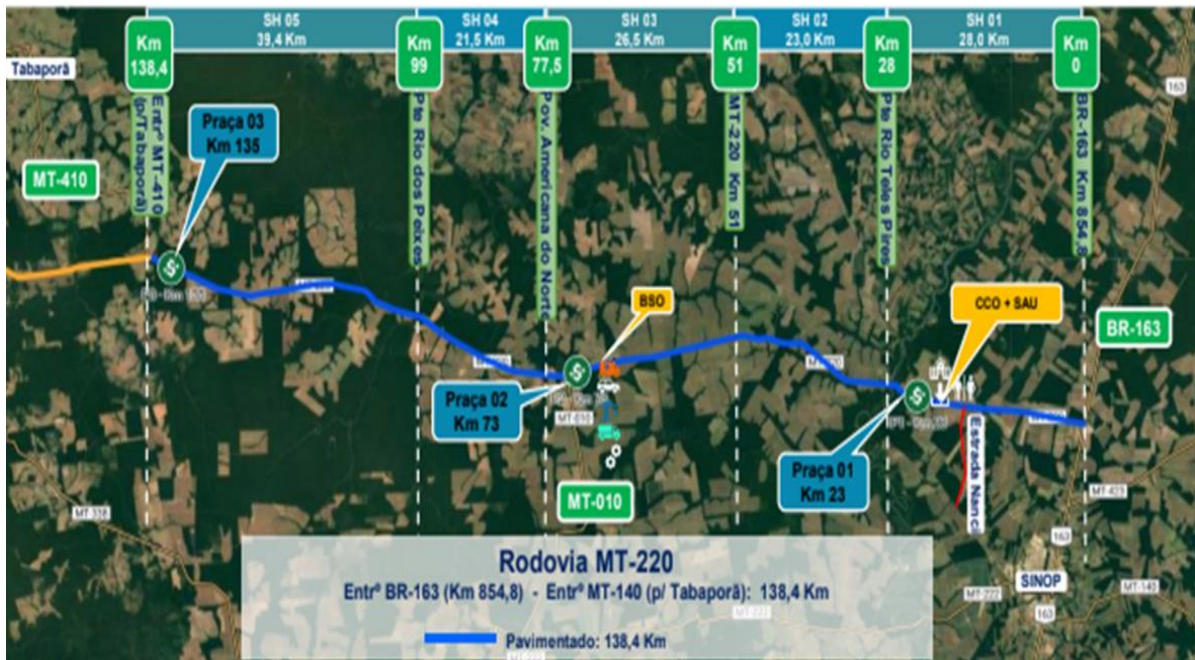 SH 05
39,4 Km
SH 04
21,5 Km
SH 03
26,5 Km
SH 02
23,0 Km
SH 01
28,0 Km
Km
138,4
Km
99
Km
77,5
Km
51
Km
28
Km
0
Tabaporã
163
Entrº MT-410
(p/Tabaporã)
Pte Rio dos Peixes
Pov. Americana do Norte
MT-220 Km 51
Pte Rio Teles Pires
BR-163 Km 854,8
Praça 03
Km 135
MT-410
BSO
CCO + SAU
BR-163
Praça 02
Km 73
MT-010
Praça 01
Km 23
Estrada Nanci
MT-010
MT-338
MT-423
163
SINOP
MT-222
MT-140
163
Rodovia MT-220
Entrº BR-163 (Km 854,8) - Entrº MT-140 (p/ Tabaporã): 138,4 Km
MT-222
Pavimentado: 138,4 Km